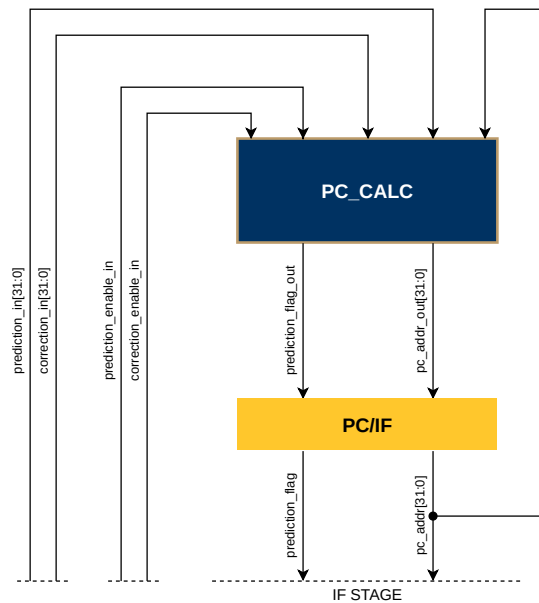 PC_CALC
prediction_in[31:0]
correction_in[31:0]
prediction_enable_in
correction_enable_in
prediction_flag_out
pc_addr_out[31:0]
PC/IF
prediction_flag
pc_addr[31:0]
IF STAGE